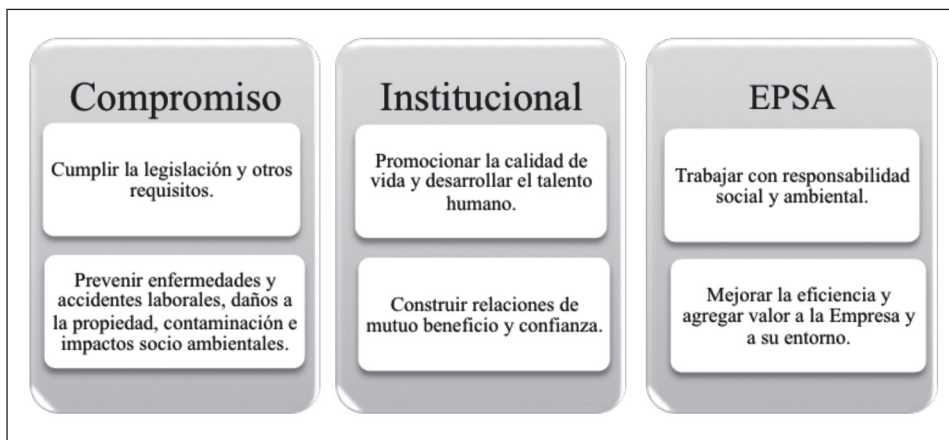 Compromiso
Cumplir la legislación y otros
requisitos.
Prevenir enfermedades y
accidentes laborales, daños a
la propiedad, contaminación e
impactos socio ambientales.
Institucional
Promocionar la calidad de
vida y desarrollar el talento
humano.
Construir relaciones de
mutuo beneficio y confianza.
EPSA
Trabajar con responsabilidad
social y ambiental.
Mejorar la eficiencia y
agregar valor a la Empresa y
a su entorno.